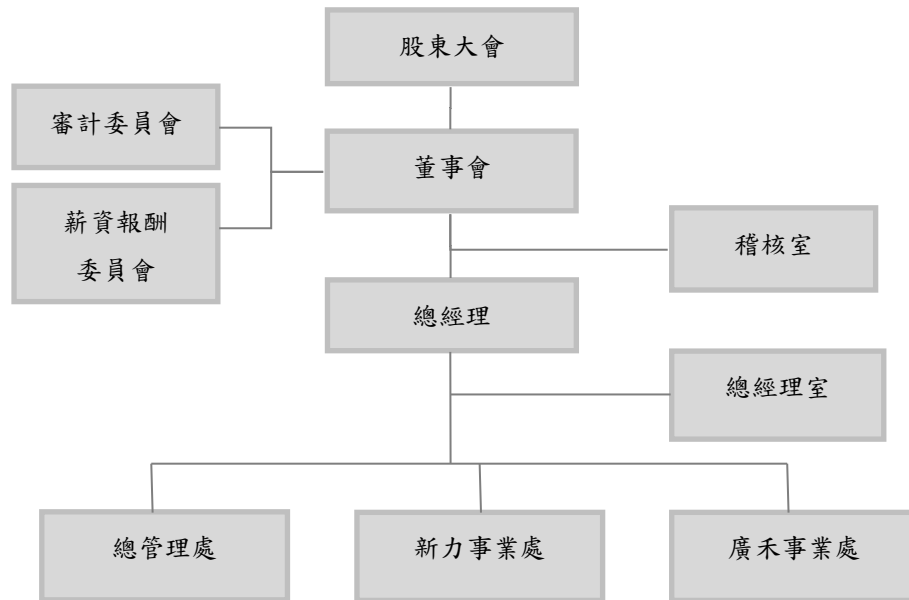 股東大會
審計委員會
董事會
薪資報酬
委員會
稽核室
總經理
總經理室
總管理處
新力事業處
廣禾事業處